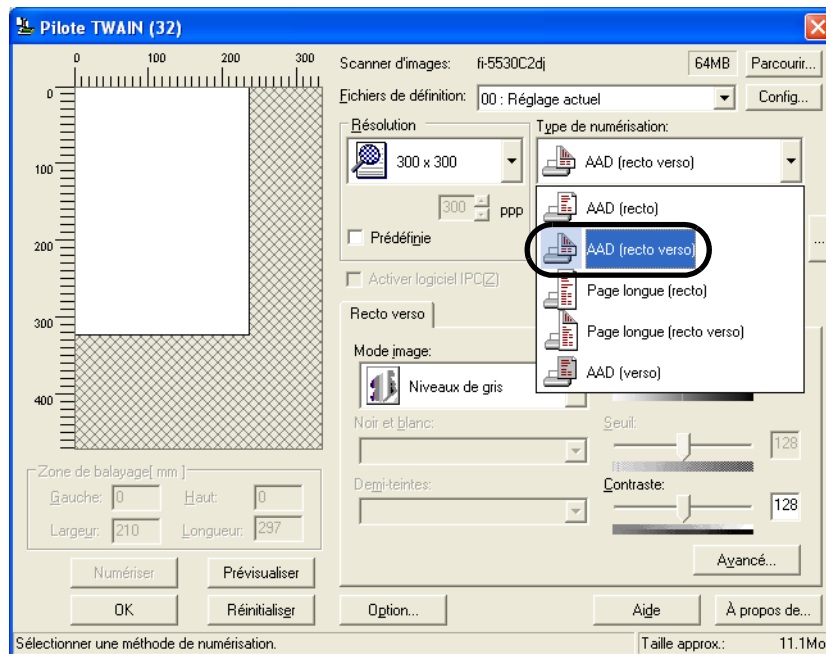 Pilote TWAIN (32)
0 100 200 300
0
100
200
300
400
Scanner d'images: fi-5530C2dj 64MB Parcourir...
Fichiers de définition: 00 : Réglage actuel Config...
Résolution
300 x 300
300 ppp
Prédéfinie
Type de numérisation:
AAD (recto verso)
AAD (recto)
AAD (recto verso)
Page longue (recto)
Page longue (recto verso)
AAD (verso)
...
Activer logiciel IPC(Z)
Recto verso
Mode image:
Niveaux de gris
Noir et blanc:
Demi-teintes:
Seuil:
128
Contraste:
128
Avancé...
Zone de balayage[ mm ]
Gauche: 0 Haut: 0
Largeur: 210 Longueur: 297
Numériser Prévisualiser
OK Réinitialiser Option... Aide À propos de...
Sélectionner une méthode de numérisation. Taille approx.: 11.1Mo